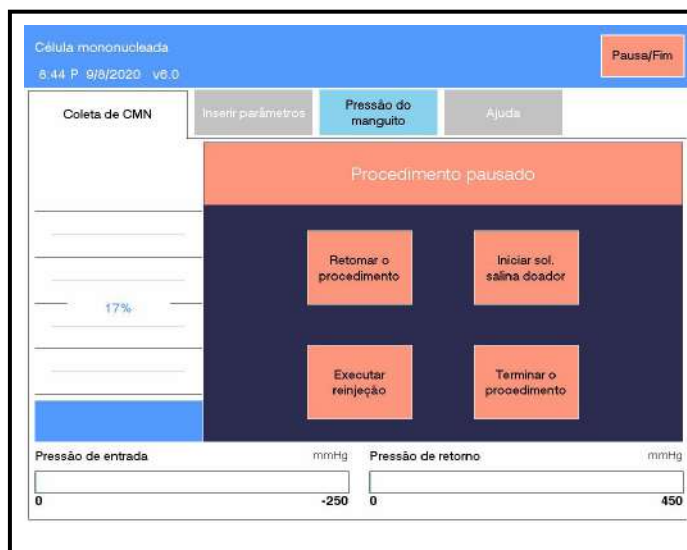 Célula mononucleada
6:44 P 9/8/2020 v6.0
Pausa/Fim
Coleta de CMN
Inserir parâmetros
Pressão do
manguito
Ajuda
Procedimento pausado
Retomar o
procedimento
Iniciar sol.
salina doador
17%
Executar
reinjeção
Terminar o
procedimento
Pressão de entrada mmHg
Pressão de retorno mmHg
0 -250
0 450